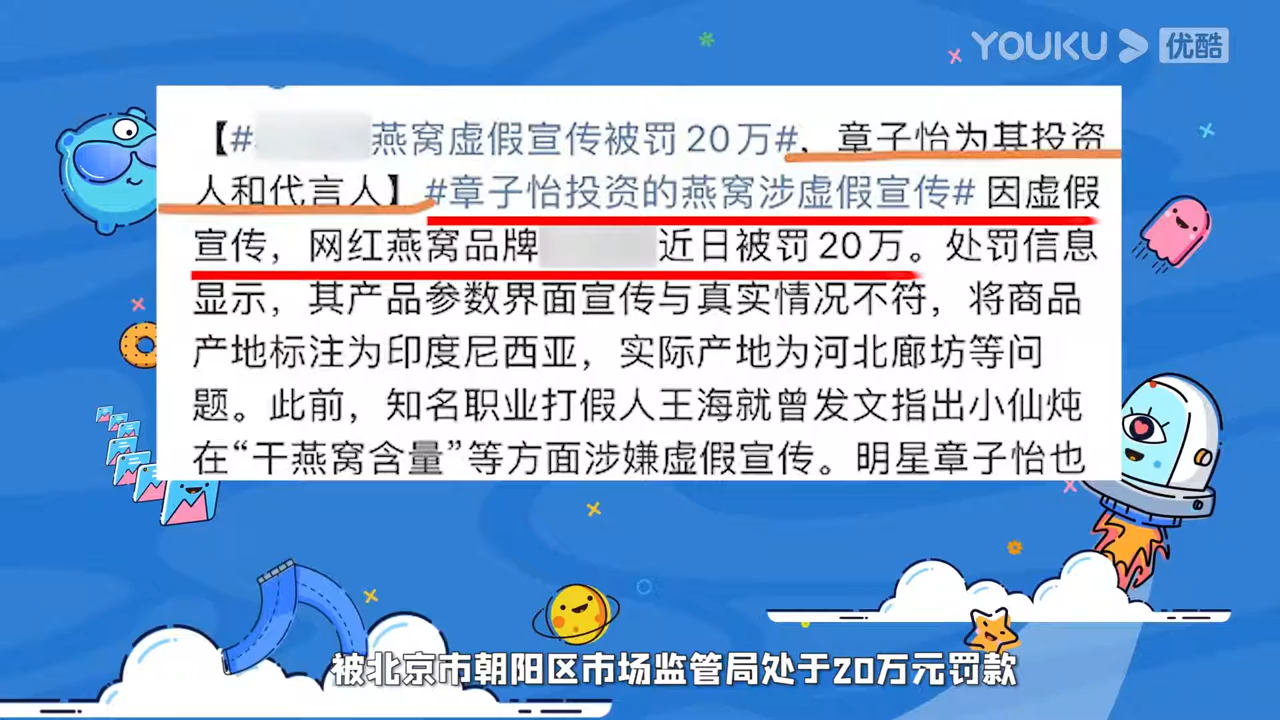 YOUKU 优酷
【# 燕窝虚假宣传被罚20万#，章子怡为其投资
人和代言人】#章子怡投资的燕窝涉虚假宣传# 因虚假
宣传，网红燕窝品牌 近日被罚20万。处罚信息
显示，其产品参数界面宣传与真实情况不符，将商品
产地标注为印度尼西亚，实际产地为河北廊坊等问
题。此前，知名职业打假人王海就曾发文指出小仙炖
在“干燕窝含量”等方面涉嫌虚假宣传。明星章子怡也
被北京市朝阳区市场监管局处于20万元罚款